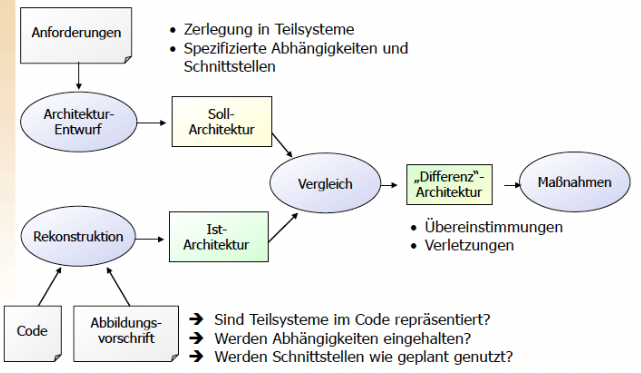 Anforderungen
• Zerlegung in Teilsysteme
• Spezifizierte Abhängigkeiten und
Schnittstellen
Architektur-
Entwurf
Soll-
Architektur
Vergleich
„Differenz“-
Architektur
Maßnahmen
• Übereinstimmungen
• Verletzungen
Rekonstruktion
Ist-
Architektur
Code
Abbildungs-
vorschrift
➔ Sind Teilsysteme im Code repräsentiert?
➔ Werden Abhängigkeiten eingehalten?
➔ Werden Schnittstellen wie geplant genutzt?